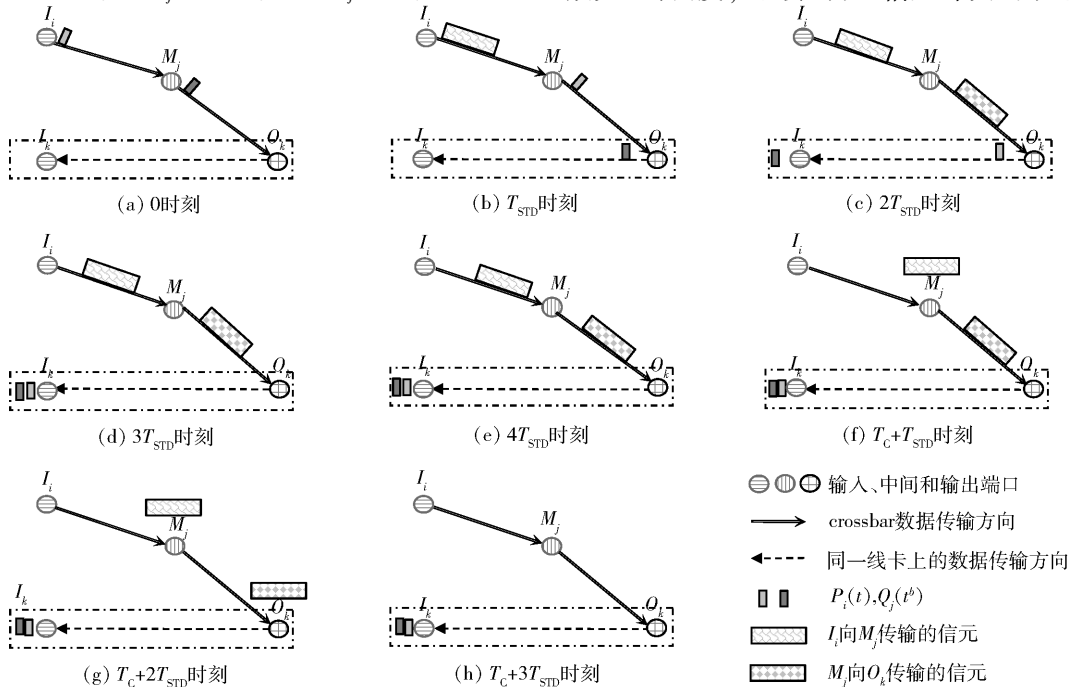 I_i
M_j
I_k
O_k
(a) 0时刻
I_i
M_j
I_k
O_k
(b) T_STD时刻
I_i
M_j
I_k
O_k
(c) 2T_STD时刻
I_i
M_j
I_k
O_k
(d) 3T_STD时刻
I_i
M_j
I_k
O_k
(e) 4T_STD时刻
I_i
M_j
I_k
O_k
(f) T_C+T_STD时刻
I_i
M_j
I_k
O_k
(g) T_C+2T_STD时刻
I_i
M_j
I_k
O_k
(h) T_C+3T_STD时刻
输入、中间和输出端口
crossbar数据传输方向
同一线卡上的数据传输方向
P_i(t),Q_j(t^b)
I_i向M_j传输的信元
M_j向O_k传输的信元